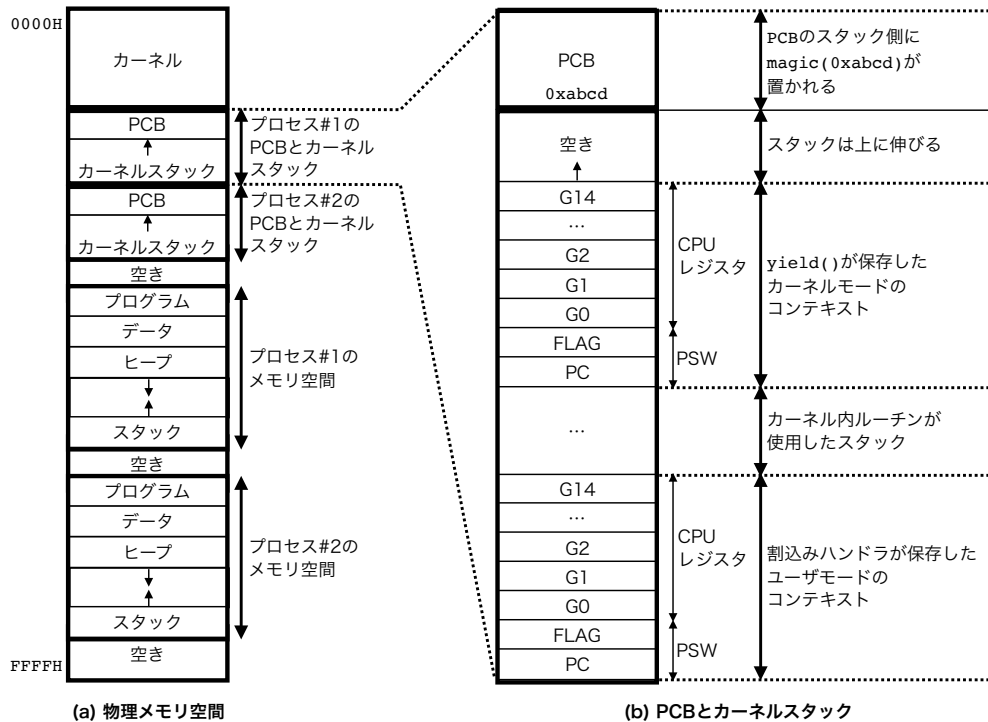 0000H
カーネル
PCB
カーネルスタック
プロセス#1の
PCBとカーネル
スタック
PCB
カーネルスタック
プロセス#2の
PCBとカーネル
スタック
空き
プログラム
データ
ヒープ
スタック
プロセス#1の
メモリ空間
空き
プログラム
データ
ヒープ
スタック
プロセス#2の
メモリ空間
空き
FFFFH
(a) 物理メモリ空間
PCB
0xabcd
PCBのスタック側に
magic(0xabcd)が
置かれる
空き
スタックは上に伸びる
G14
...
G2
G1
G0
FLAG
PC
CPU
レジスタ
PSW
yield()が保存した
カーネルモードの
コンテキスト
...
カーネル内ルーチンが
使用したスタック
G14
...
G2
G1
G0
FLAG
PC
CPU
レジスタ
PSW
割込みハンドラが保存した
ユーザモードの
コンテキスト
(b) PCBとカーネルスタック